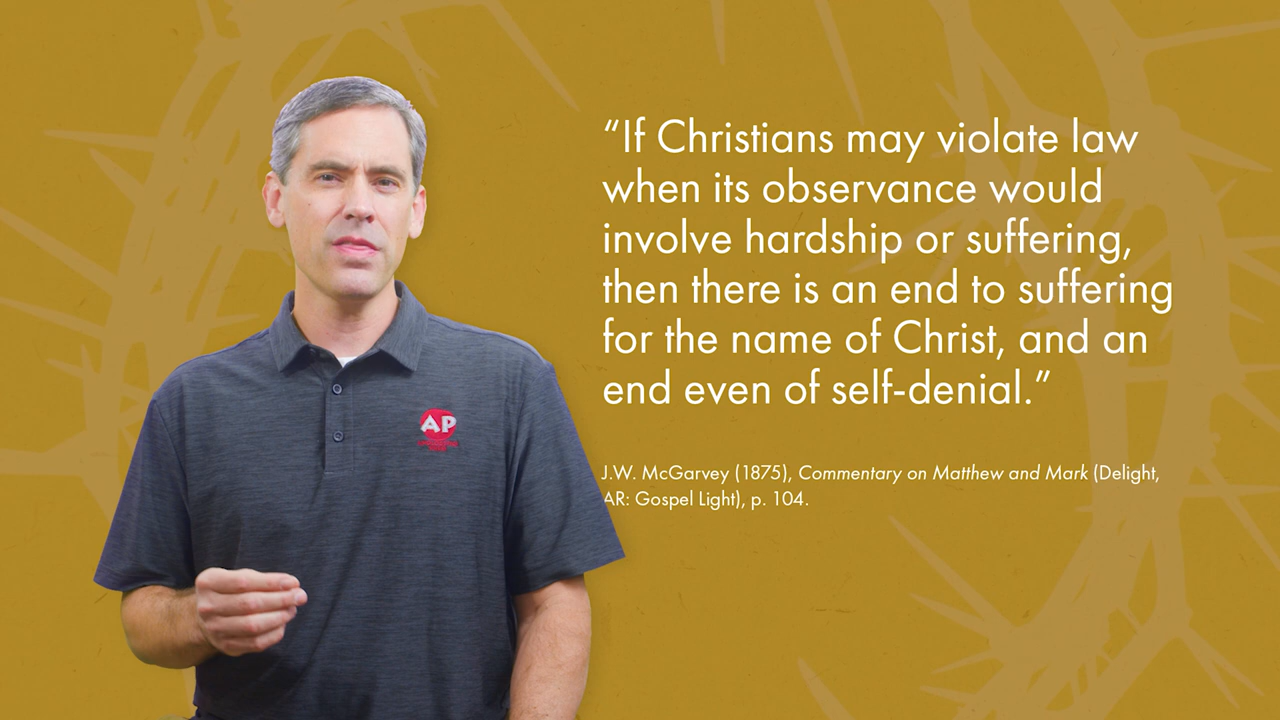 “If Christians may violate law
when its observance would
involve hardship or suffering,
then there is an end to suffering
for the name of Christ, and an
end even of self-denial.”
J.W. McGarvey (1875), Commentary on Matthew and Mark (Delight,
AR: Gospel Light), p. 104.
AP